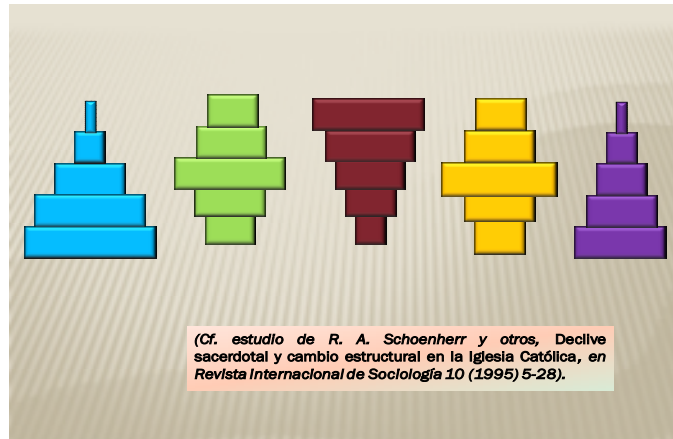 (Cf. estudio de R. A. Schoenherr y otros, Declive
sacerdotal y cambio estructural en la Iglesia Católica, en
Revista Internacional de Sociología 10 (1995) 5-28).